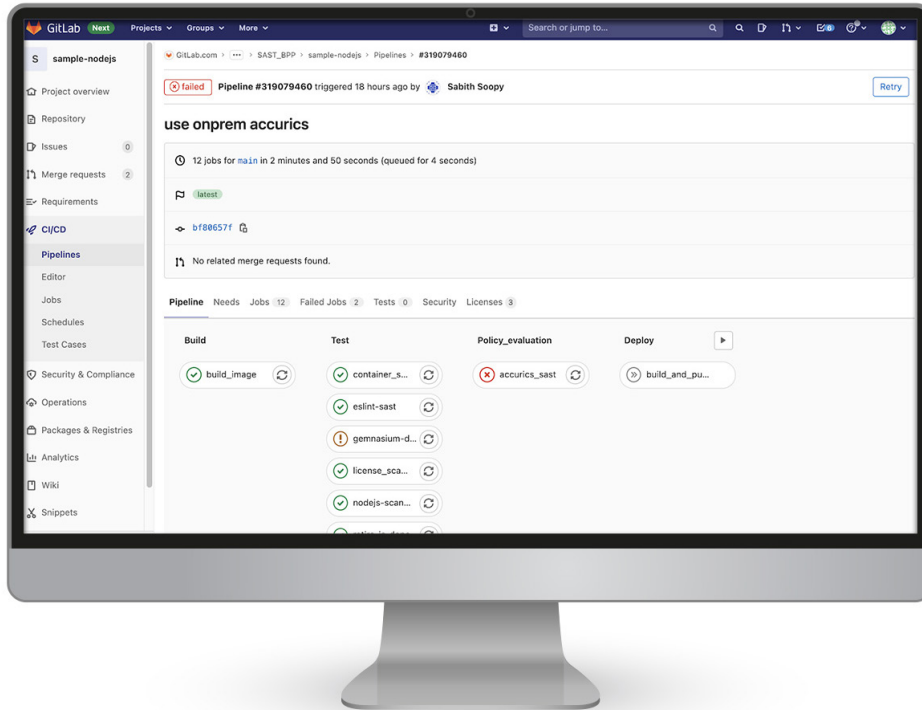 GitLab Next Projects Groups More Search or jump to... 6
S sample-nodejs
GitLab.com > ... > SAST_BPP > sample-nodejs > Pipelines > #319079460
Project overview
Repository
Issues 0
Merge requests 2
Requirements
CI/CD
Pipelines
Editor
Jobs
Schedules
Test Cases
Security & Compliance
Operations
Packages & Registries
Analytics
Wiki
Snippets
failed Pipeline #319079460 triggered 18 hours ago by Sabith Soopy Retry
use onprem accurics
12 jobs for main in 2 minutes and 50 seconds (queued for 4 seconds)
latest
bf80657f
No related merge requests found.
Pipeline Needs Jobs 12 Failed Jobs 2 Tests 0 Security Licenses 3
Build Test Policy_evaluation Deploy
build_image container_s... accurics_sast build_and_pu...
eslint-sast
gemnasium-d...
license_sca...
nodejs-scan...